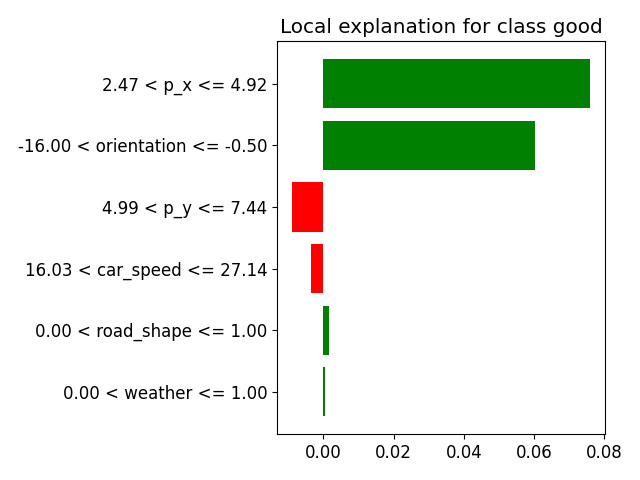 Local explanation for class good
2.47 < p_x <= 4.92
-16.00 < orientation <= -0.50
4.99 < p_y <= 7.44
16.03 < car_speed <= 27.14
0.00 < road_shape <= 1.00
0.00 < weather <= 1.00
0.00 0.02 0.04 0.06 0.08